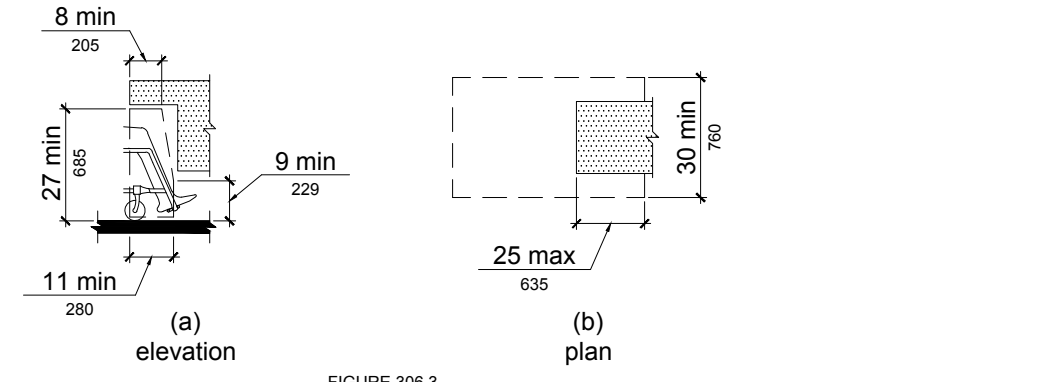 8 min
205
27 min
685
9 min
229
11 min
280
(a)
elevation
30 min
760
25 max
635
(b)
plan
FIGURE 306.3